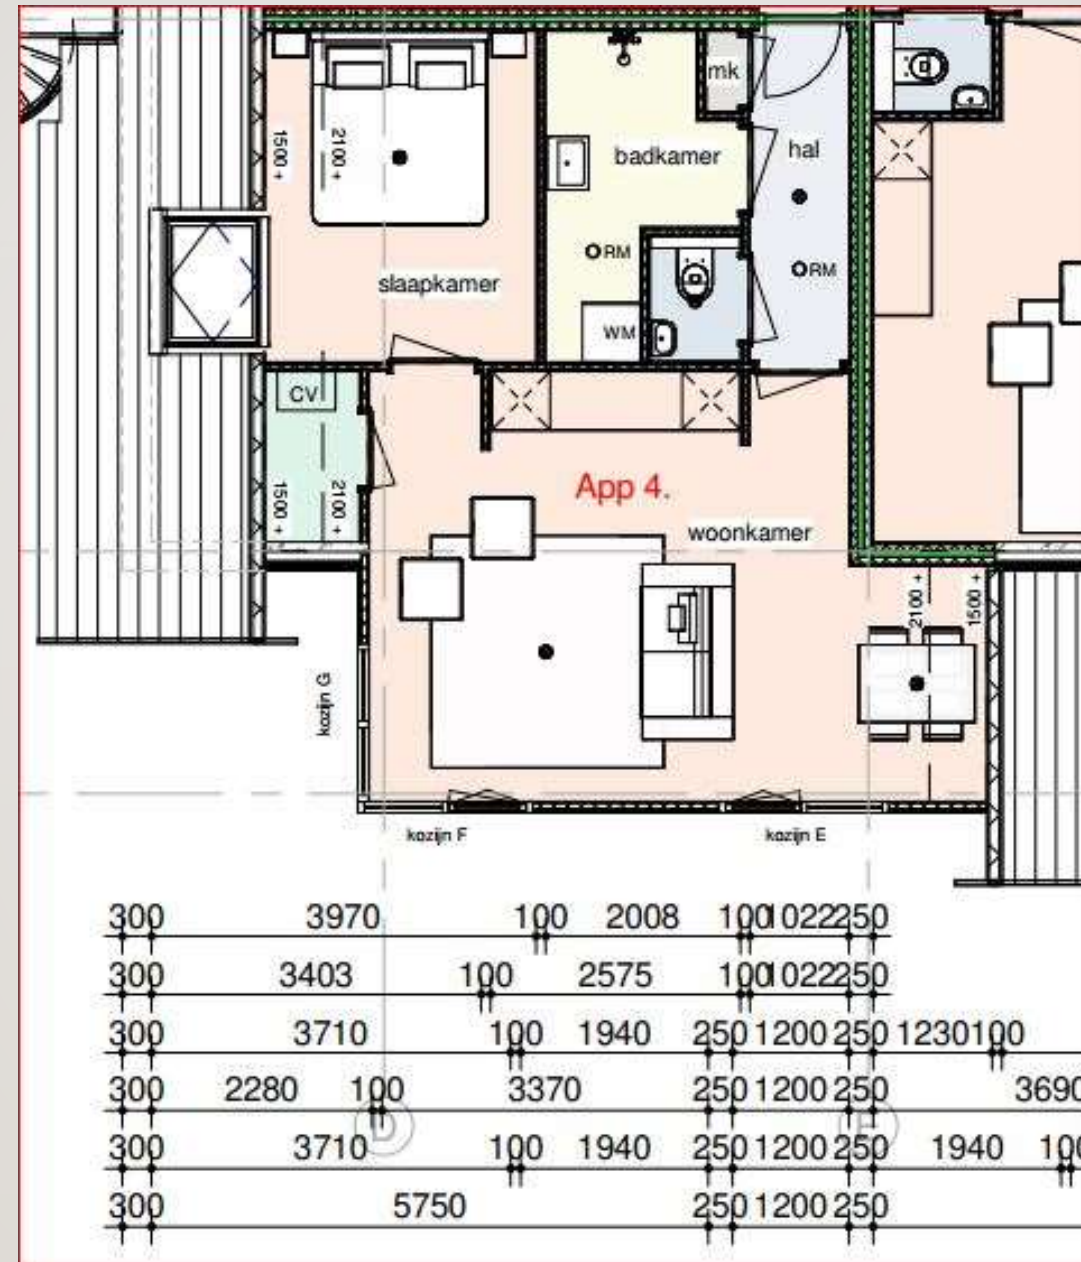 mk
1500 +
2100 +
badkamer
hal
RM
RM
slaapkamer
WM
CV
App 4.
1500 +
2100 +
woonkamer
2100 +
1500 +
kozijn G
kozijn F
kozijn E
300 3970 100 2008 100 1022 250
300 3403 100 2575 100 1022 250
300 3710 100 1940 250 1200 250 1230 100
300 2280 100 3370 250 1200 250 3690
D
300 3710 100 1940 250 1200 250 1940 100
300 5750 250 1200 250